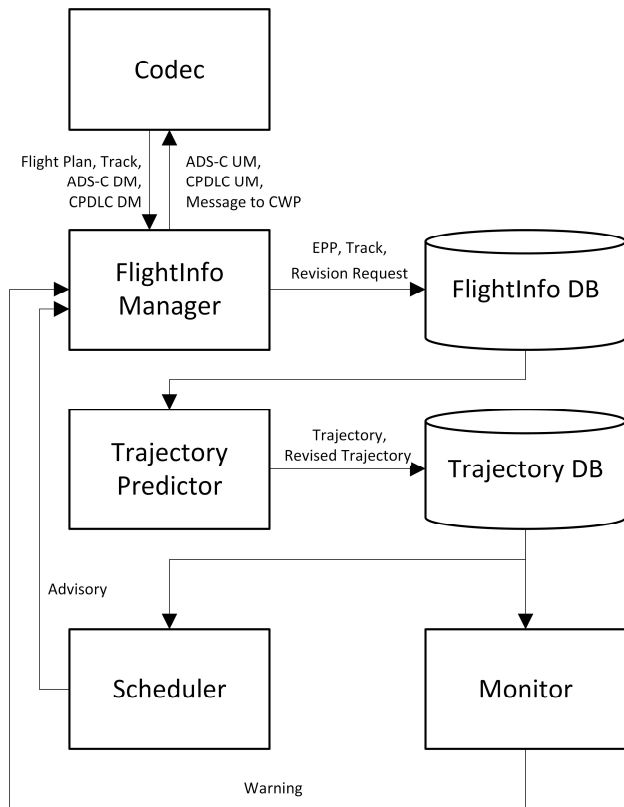 Codec
Flight Plan, Track,
ADS-C DM,
CPDLC DM
ADS-C UM,
CPDLC UM,
Message to CWP
FlightInfo
Manager
EPP, Track,
Revision Request
FlightInfo DB
Trajectory
Predictor
Trajectory,
Revised Trajectory
Trajectory DB
Advisory
Scheduler
Monitor
Warning